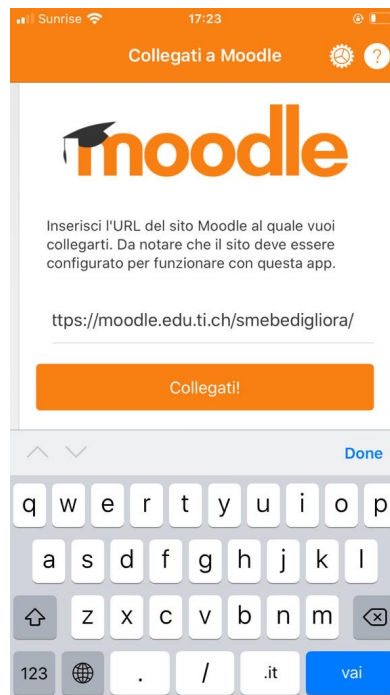 Sunrise 17:23
Collegati a Moodle ?
moodle
Inserisci l'URL del sito Moodle al quale vuoi
collegarti. Da notare che il sito deve essere
configurato per funzionare con questa app.
ttps://moodle.edu.ti.ch/smebedigliora/
Collegati!
Done
q w e r t y u i o p
a s d f g h j k l
z x c v b n m
123 . / .it vai